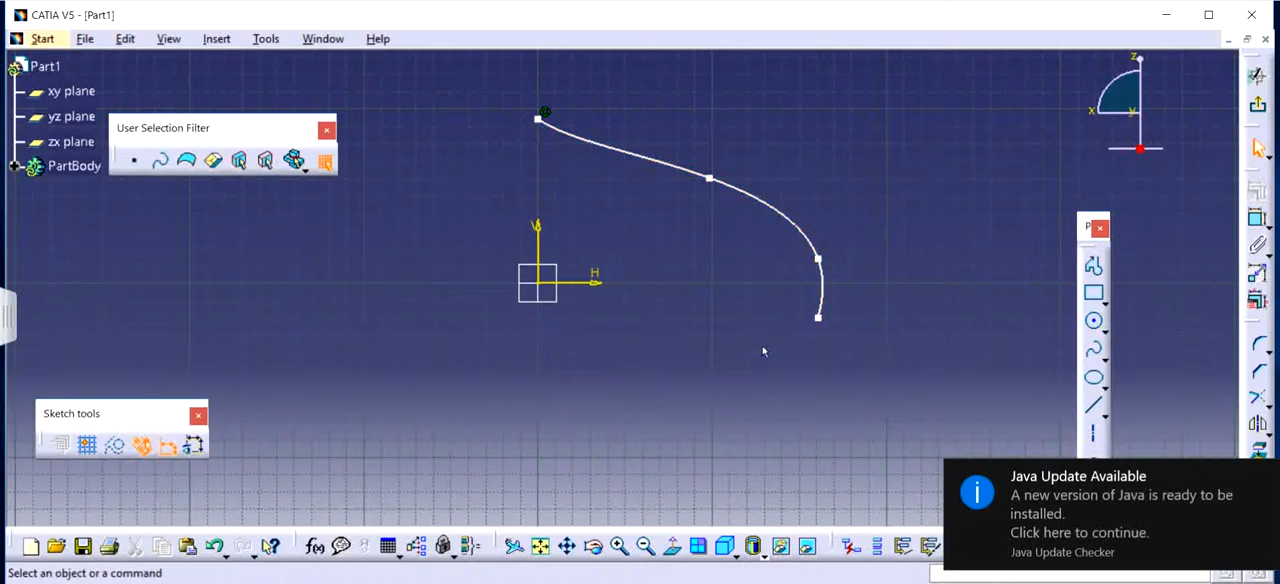 CATIA V5 - [Part1]
Start File Edit View Insert Tools Window Help
Part1
xy plane
yz plane
zx plane
PartBody
User Selection Filter
z
x
y
V
H
P
Sketch tools
Java Update Available
A new version of Java is ready to be
installed.
Click here to continue.
Java Update Checker
f(x)
Select an object or a command